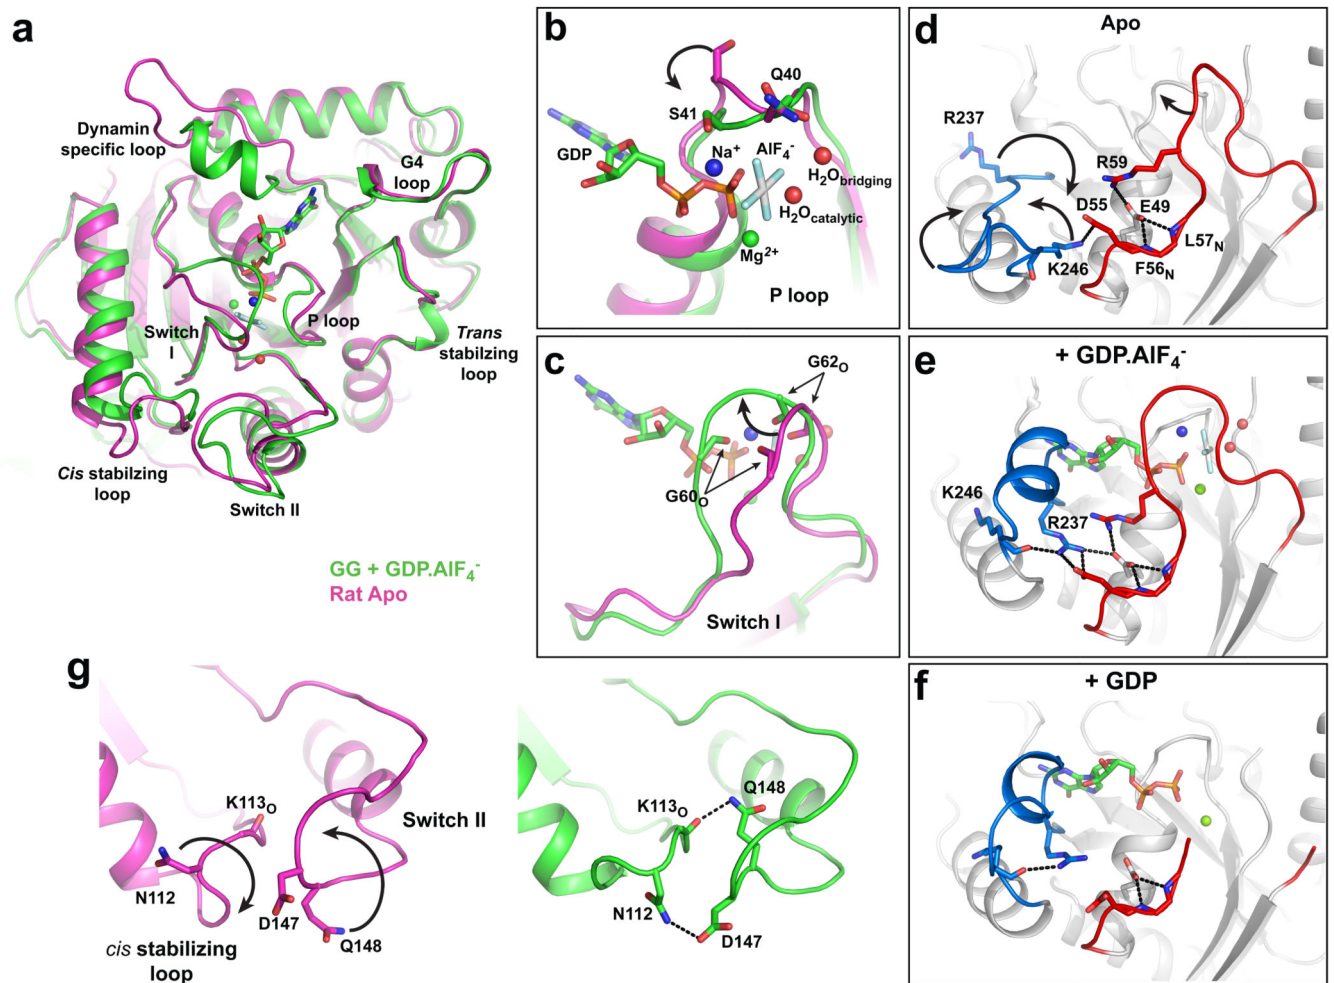 a
Dynamin
specific loop
G4
loop
Switch
I
P loop
Trans
stabilzing
loop
Cis stabilzing
loop
Switch II
GG + GDP.AlF4-
Rat Apo
b
Q40
S41
GDP
Na+
AlF4-
H2Obridging
H2Ocatalytic
Mg2+
P loop
c
G62O
G60O
Switch I
d
Apo
R237
R59
D55
E49
L57N
K246
F56N
e
+ GDP.AlF4-
K246
R237
f
+ GDP
g
K113O
Switch II
N112
D147
Q148
cis stabilizing
loop
K113O
Q148
N112
D147